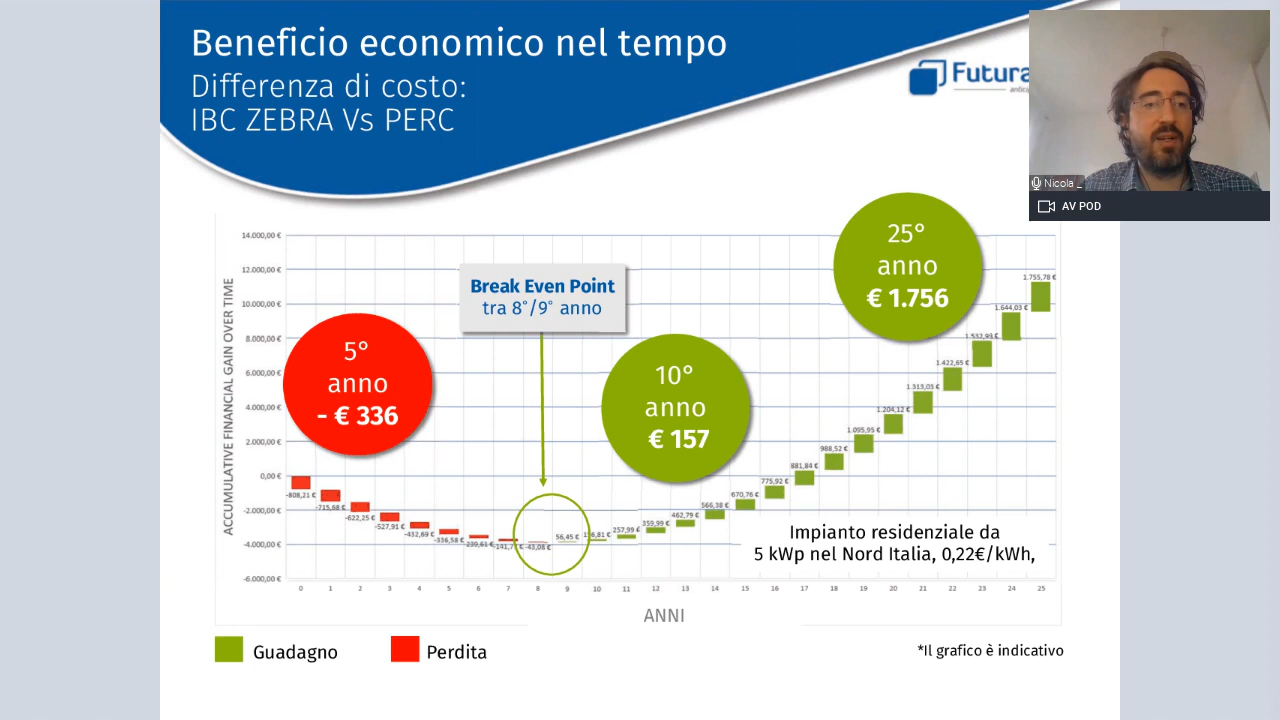 Beneficio economico nel tempo
Differenza di costo:
IBC ZEBRA Vs PERC
Futura
Nicola _
AV POD
25°
anno
€ 1.756
Break Even Point
tra 8°/9° anno
5°
anno
- € 336
10°
anno
€ 157
ACCUMULATIVE FINANCIAL GAIN OVER TIME
14.000,00 €
12.000,00 €
10.000,00 €
8.000,00 €
6.000,00 €
4.000,00 €
2.000,00 €
0,00 €
-2.000,00 €
-4.000,00 €
-6.000,00 €
-808,21 €
-715,68 €
-622,25 €
-527,91 €
-432,69 €
-336,58 €
-239,61 €
-141,77 €
-43,08 €
56,45 €
156,81 €
257,99 €
359,99 €
462,79 €
566,38 €
670,76 €
775,92 €
881,84 €
988,52 €
1.095,95 €
1.204,12 €
1.313,03 €
1.422,65 €
1.532,99 €
1.644,03 €
1.755,78 €
Impianto residenziale da
5 kWp nel Nord Italia, 0,22€/kWh,
0 1 2 3 4 5 6 7 8 9 10 11 12 13 14 15 16 17 18 19 20 21 22 23 24 25
ANNI
Guadagno
Perdita
*Il grafico è indicativo